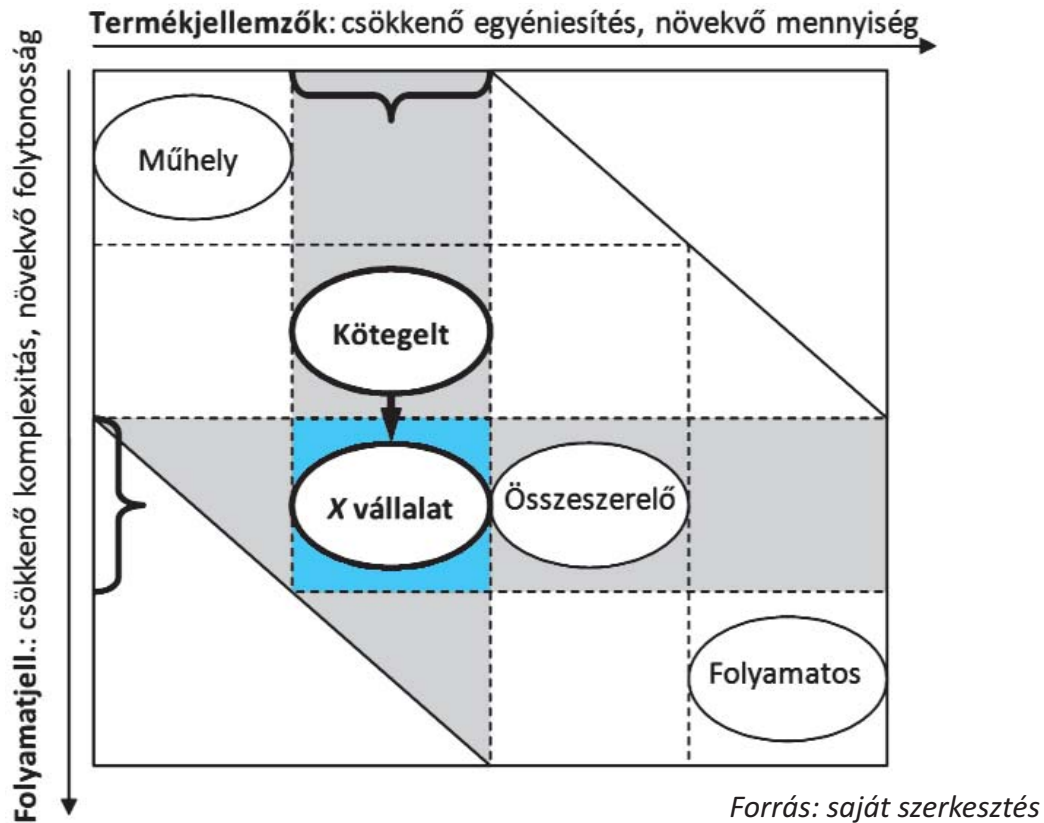 Termékjellemzők: csökkenő egyéniesítés, növekvő mennyiség
Folyamatjell.: csökkenő komplexitás, növekvő folytonosság
Műhely
Kötegelt
X vállalat
Összeszerelő
Folyamatos
Forrás: saját szerkesztés